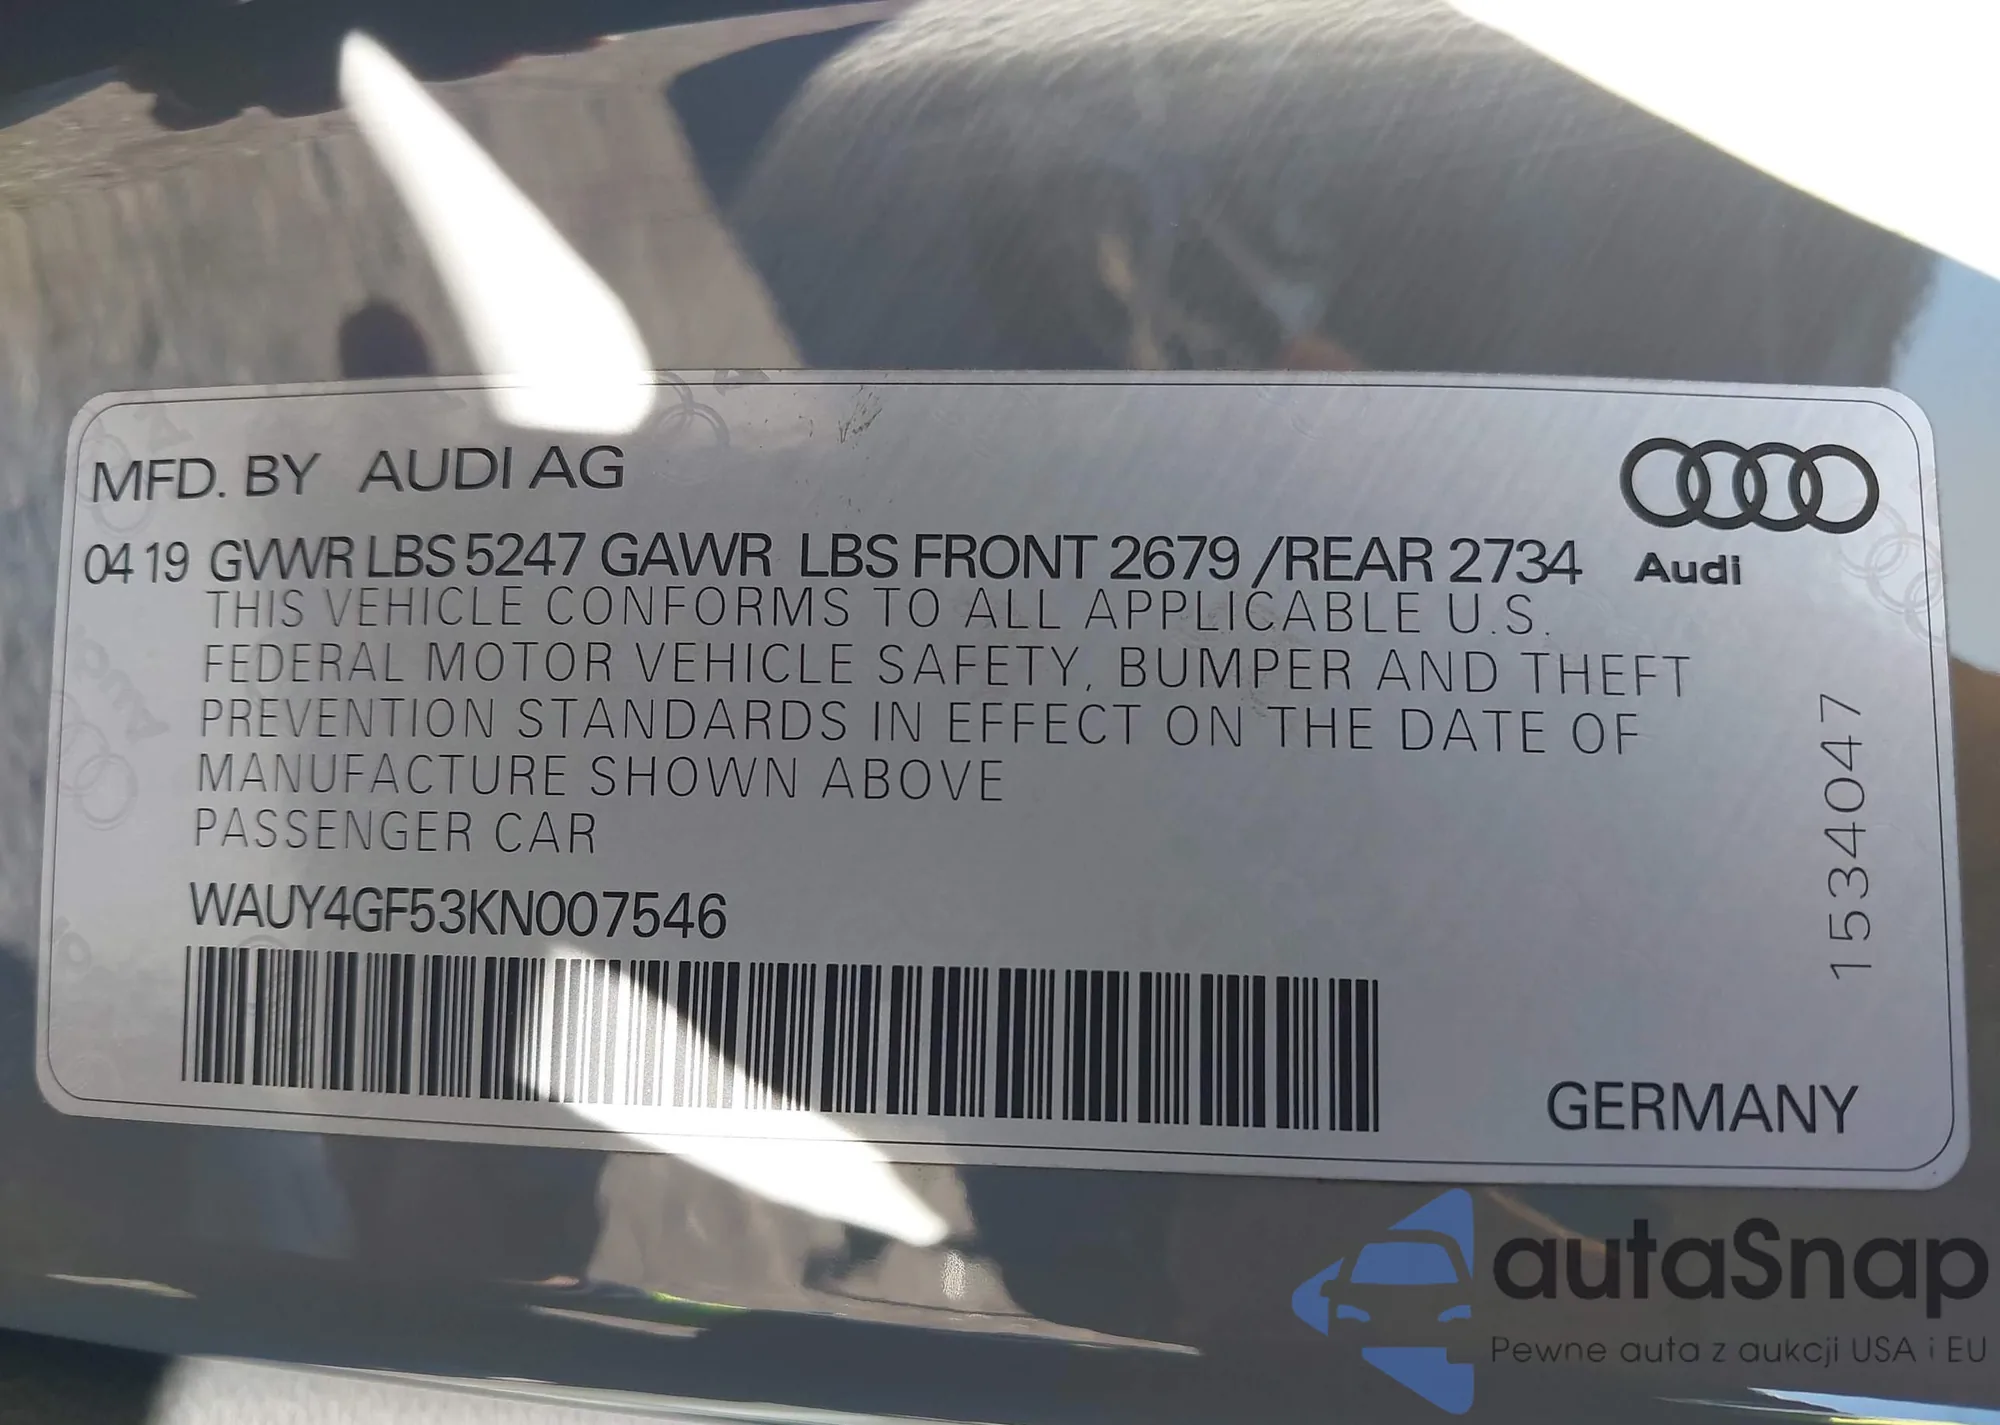 MFD. BY AUDI AG
04 19 GVWR LBS 5247 GAWR LBS FRONT 2679 /REAR 2734
Audi
THIS VEHICLE CONFORMS TO ALL APPLICABLE U.S.
FEDERAL MOTOR VEHICLE SAFETY, BUMPER AND THEFT
PREVENTION STANDARDS IN EFFECT ON THE DATE OF
MANUFACTURE SHOWN ABOVE
PASSENGER CAR
WAUY4GF53KN007546
1534047
GERMANY
autaSnap
Pewne auta z aukcji USA i EU